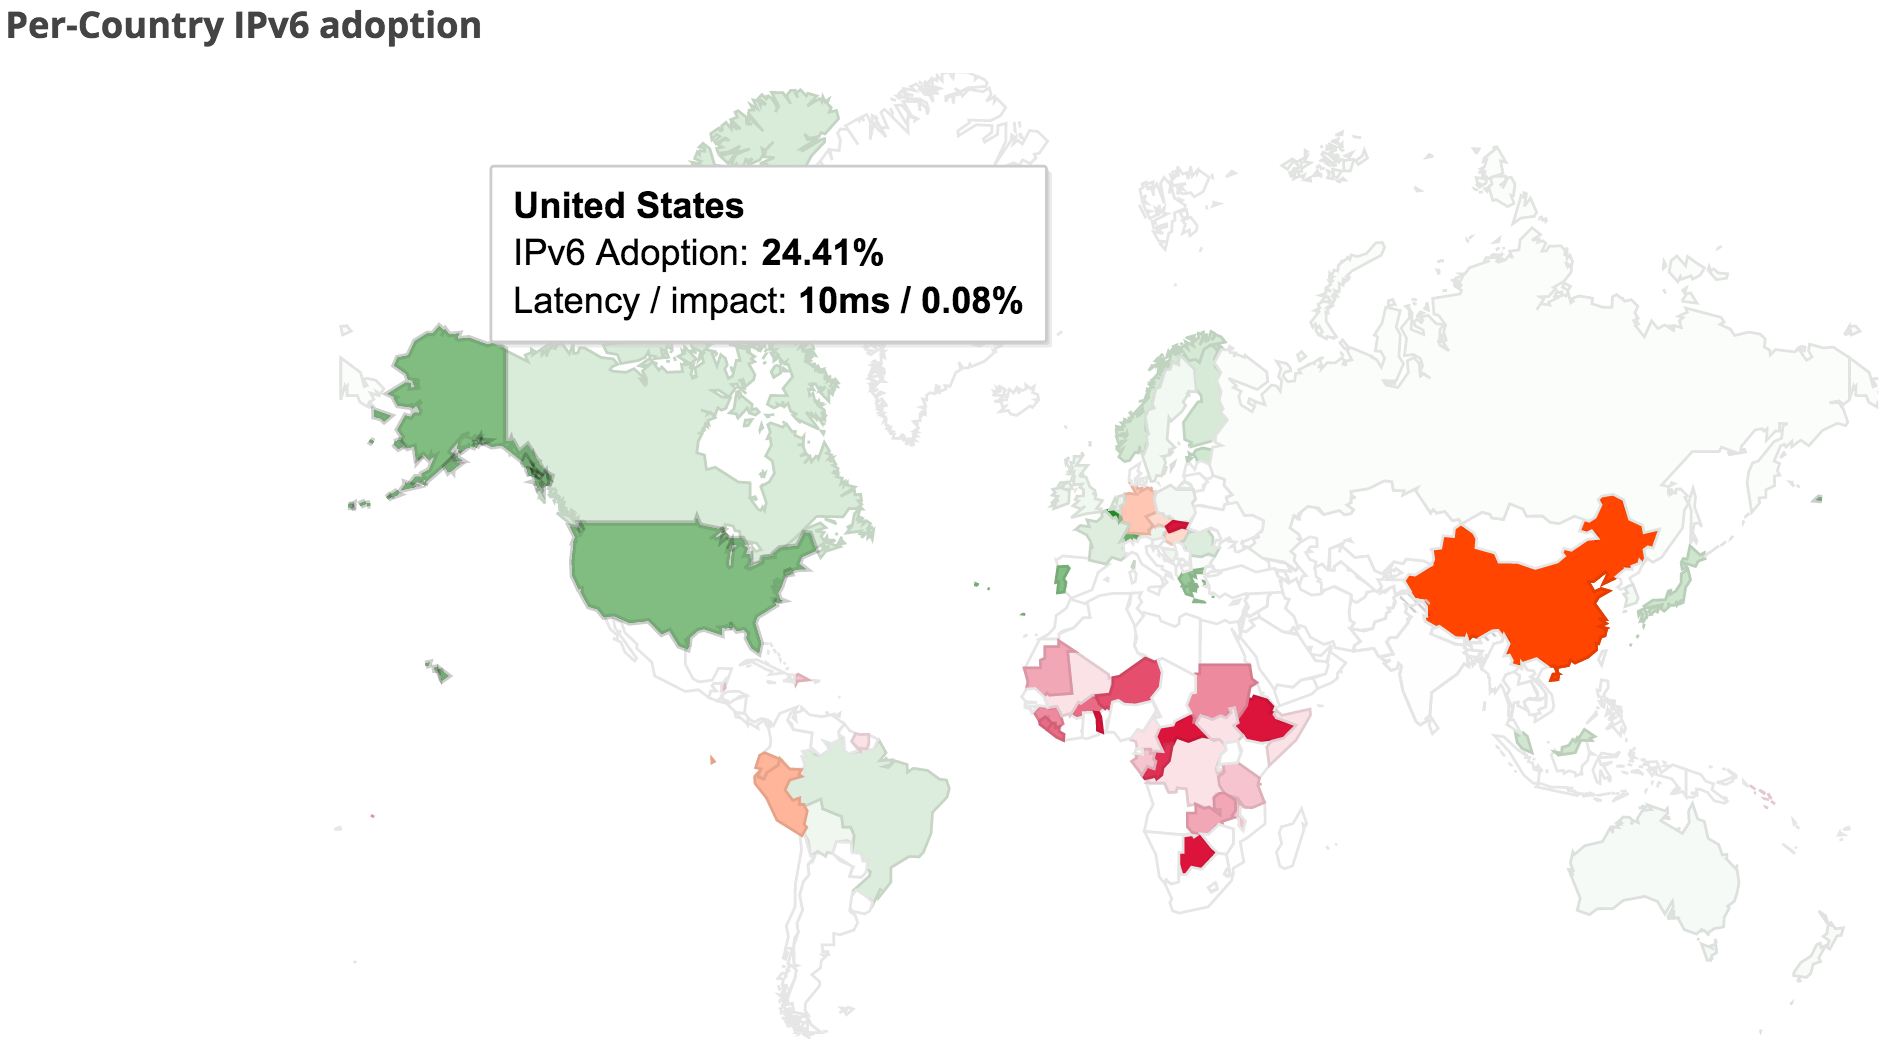 Per-Country IPv6 adoption
United States
IPv6 Adoption: 24.41%
Latency / impact: 10ms / 0.08%